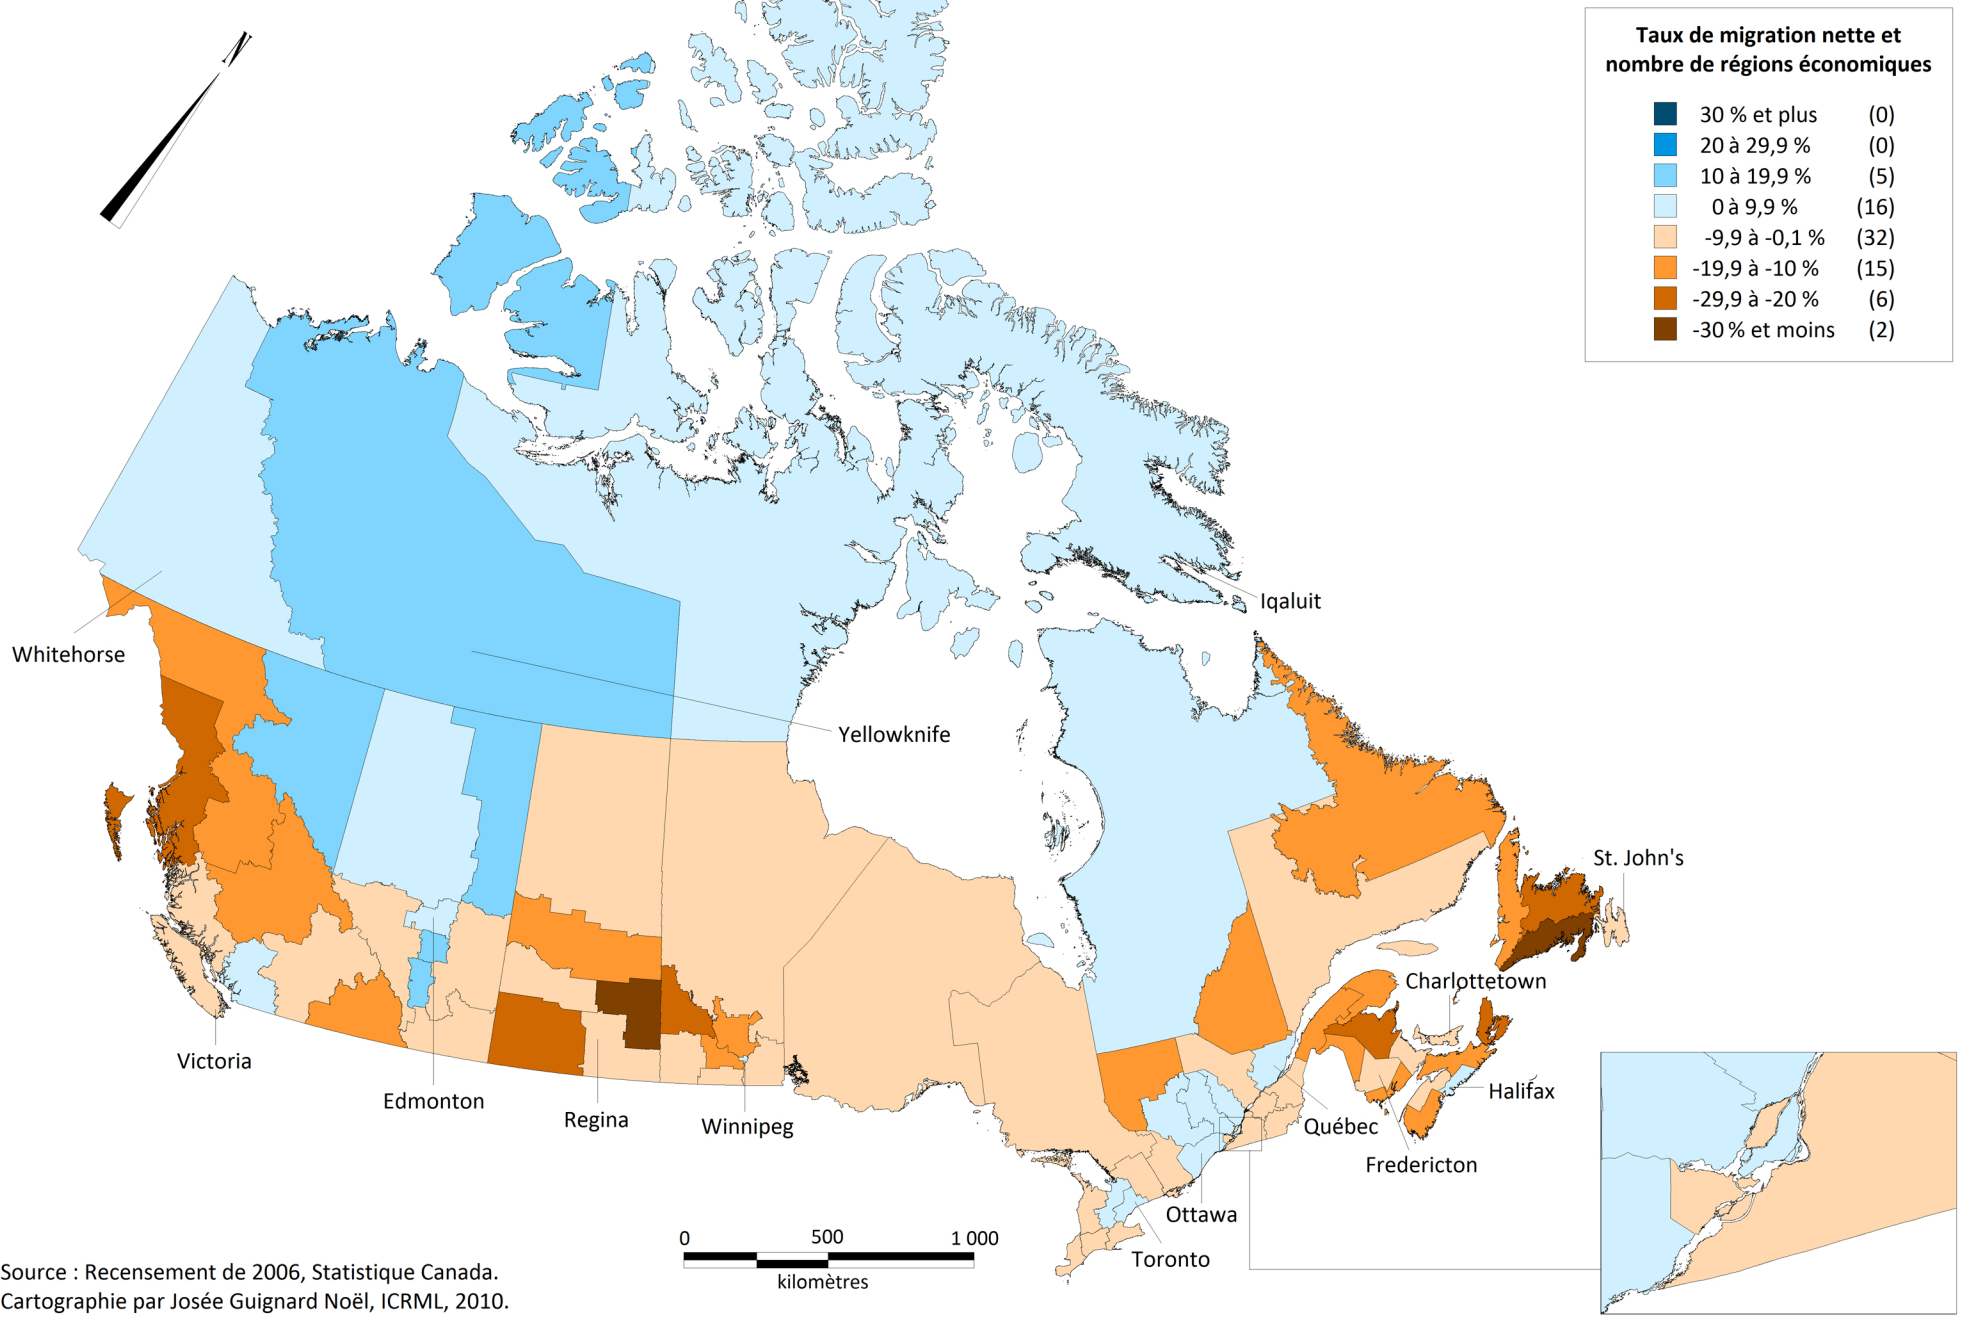 Taux de migration nette et
nombre de régions économiques
30 % et plus (0)
20 à 29,9 % (0)
10 à 19,9 % (5)
0 à 9,9 % (16)
-9,9 à -0,1 % (32)
-19,9 à -10 % (15)
-29,9 à -20 % (6)
-30 % et moins (2)
Iqaluit
Whitehorse
Yellowknife
St. John's
Charlottetown
Victoria
Edmonton
Regina
Winnipeg
Halifax
Québec
Fredericton
Ottawa
Toronto
0 500 1 000
kilomètres
Source : Recensement de 2006, Statistique Canada.
Cartographie par Josée Guignard Noël, ICRML, 2010.